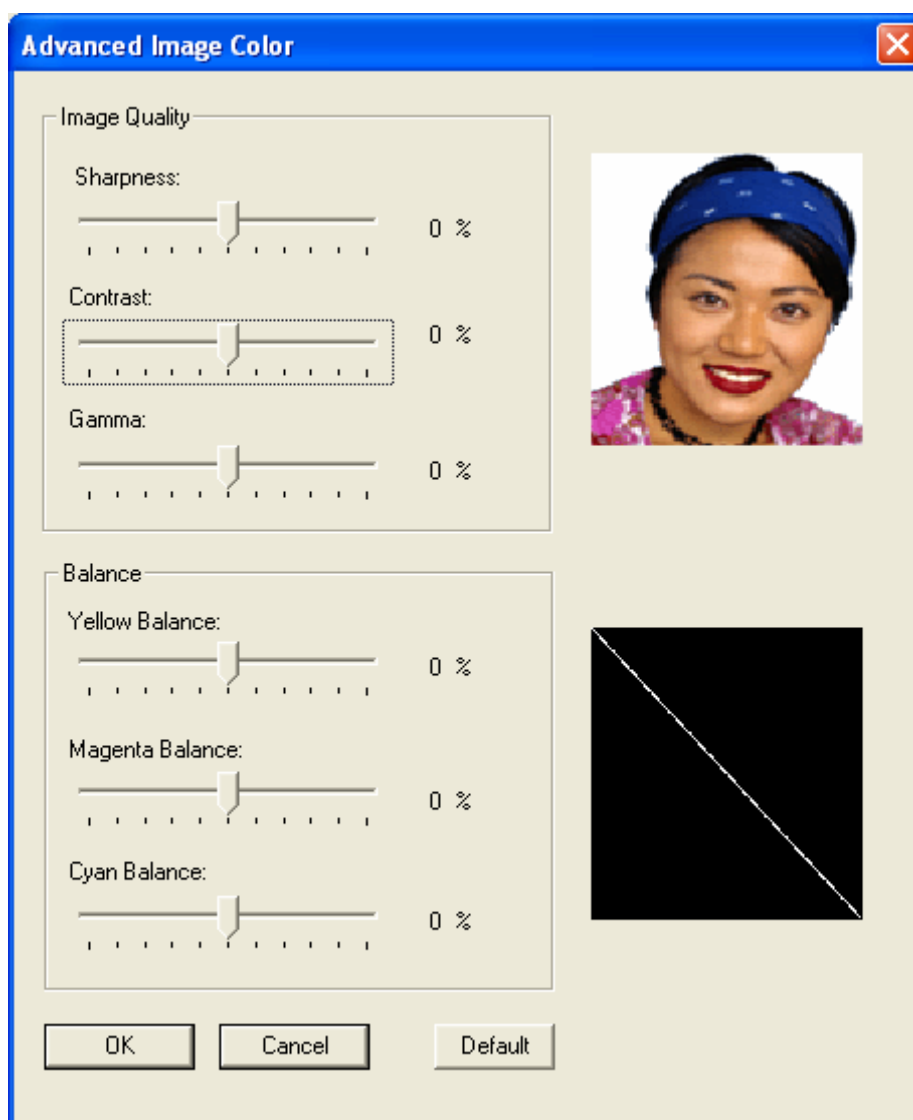 Advanced Image Color
Image Quality
Sharpness:
0 %
Contrast:
0 %
Gamma:
0 %
Balance
Yellow Balance:
0 %
Magenta Balance:
0 %
Cyan Balance:
0 %
OK Cancel Default